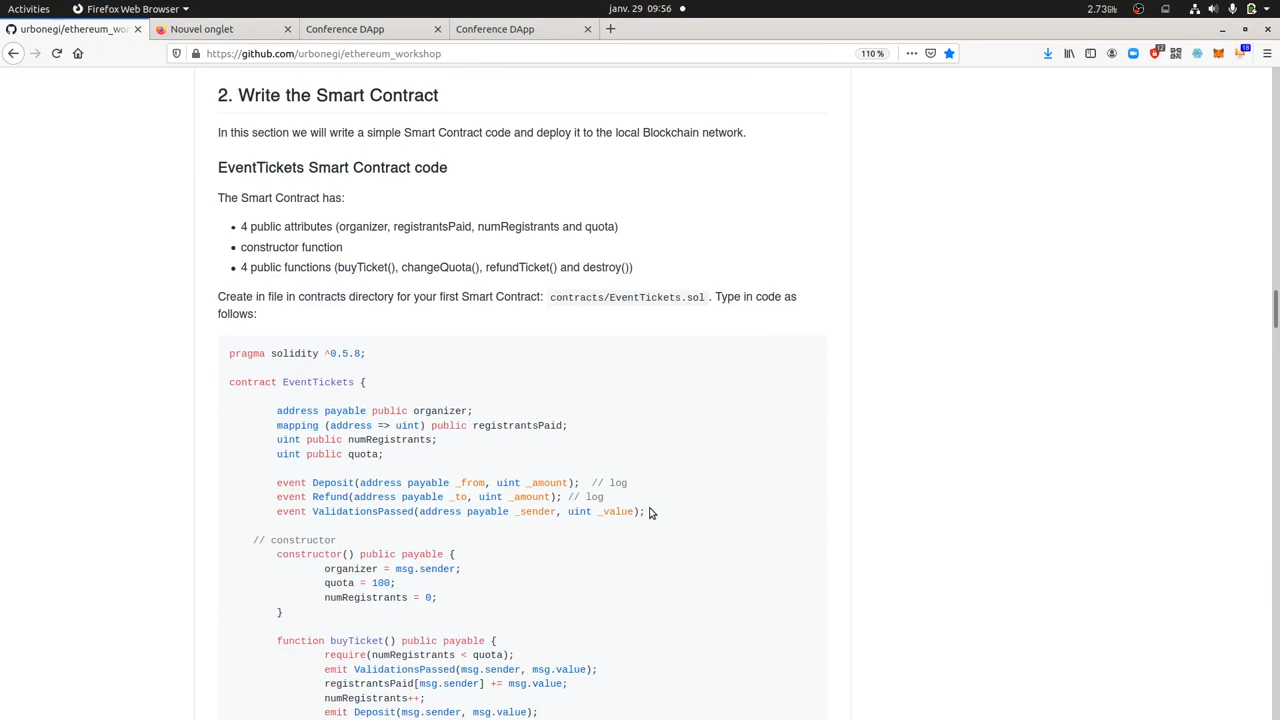 Activities
Firefox Web Browser
janv. 29 09:56
2.73GHz
urbonegi/ethereum_wor
Nouvel onglet
Conference DApp
Conference DApp
https://github.com/urbonegi/ethereum_workshop
110 %
12
18
2. Write the Smart Contract
In this section we will write a simple Smart Contract code and deploy it to the local Blockchain network.
EventTickets Smart Contract code
The Smart Contract has:
• 4 public attributes (organizer, registrantsPaid, numRegistrants and quota)
• constructor function
• 4 public functions (buyTicket(), changeQuota(), refundTicket() and destroy())
Create in file in contracts directory for your first Smart Contract: contracts/EventTickets.sol . Type in code as
follows:
pragma solidity ^0.5.8;
contract EventTickets {
address payable public organizer;
mapping (address => uint) public registrantsPaid;
uint public numRegistrants;
uint public quota;
event Deposit(address payable _from, uint _amount);  // log
event Refund(address payable _to, uint _amount); // log
event ValidationsPassed(address payable _sender, uint _value);
// constructor
constructor() public payable {
organizer = msg.sender;
quota = 100;
numRegistrants = 0;
}
function buyTicket() public payable {
require(numRegistrants < quota);
emit ValidationsPassed(msg.sender, msg.value);
registrantsPaid[msg.sender] += msg.value;
numRegistrants++;
emit Deposit(msg.sender, msg.value);